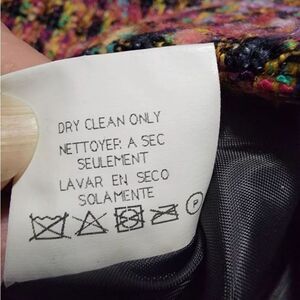 DRY CLEAN ONLY
NETTOYER A SEC
SEULEMENT
LAVAR EN SECO
SOLAMENTE
P